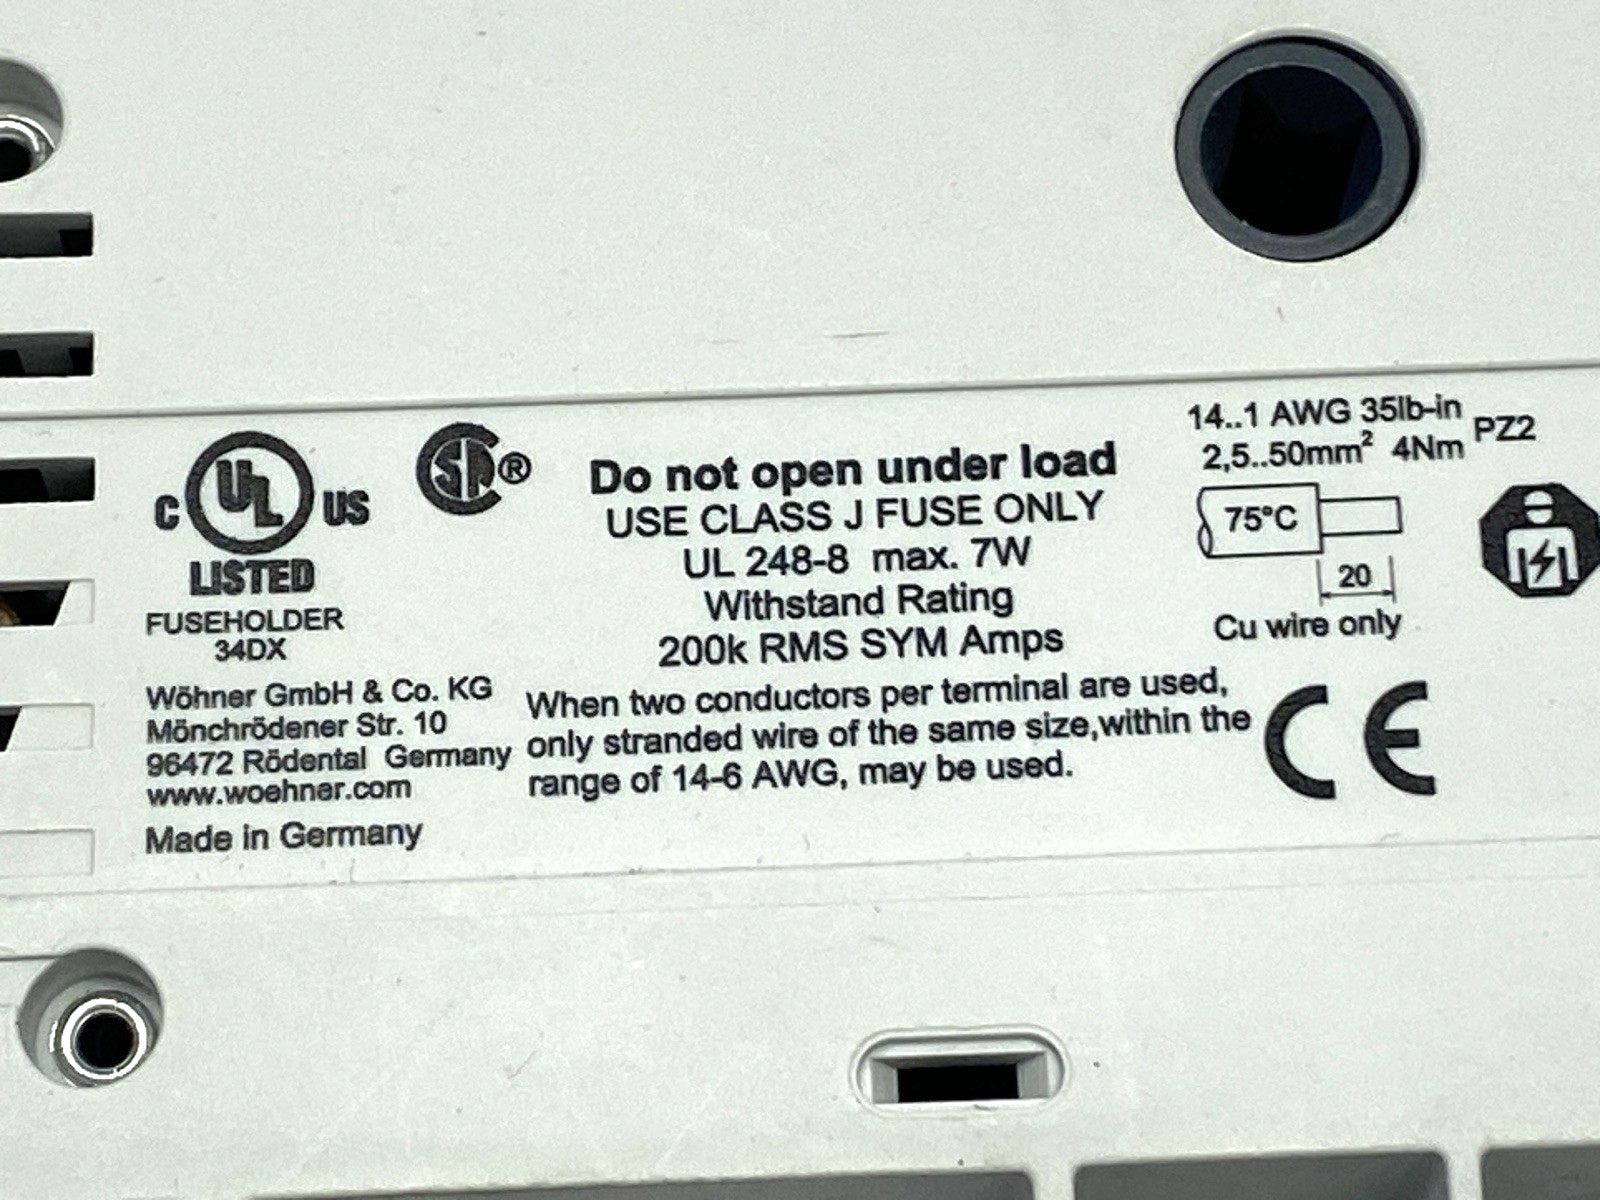 C UL US
LISTED
FUSEHOLDER
34DX
SA ®
Wöhner GmbH & Co. KG
Mönchrödener Str. 10
96472 Rödental Germany
www.woehner.com
Made in Germany
Do not open under load
USE CLASS J FUSE ONLY
UL 248-8 max. 7W
Withstand Rating
200k RMS SYM Amps
When two conductors per terminal are used,
only stranded wire of the same size,within the
range of 14-6 AWG, may be used.
14..1 AWG 35lb-in
2,5..50mm² 4Nm
PZ2
75°C
20
Cu wire only
CE